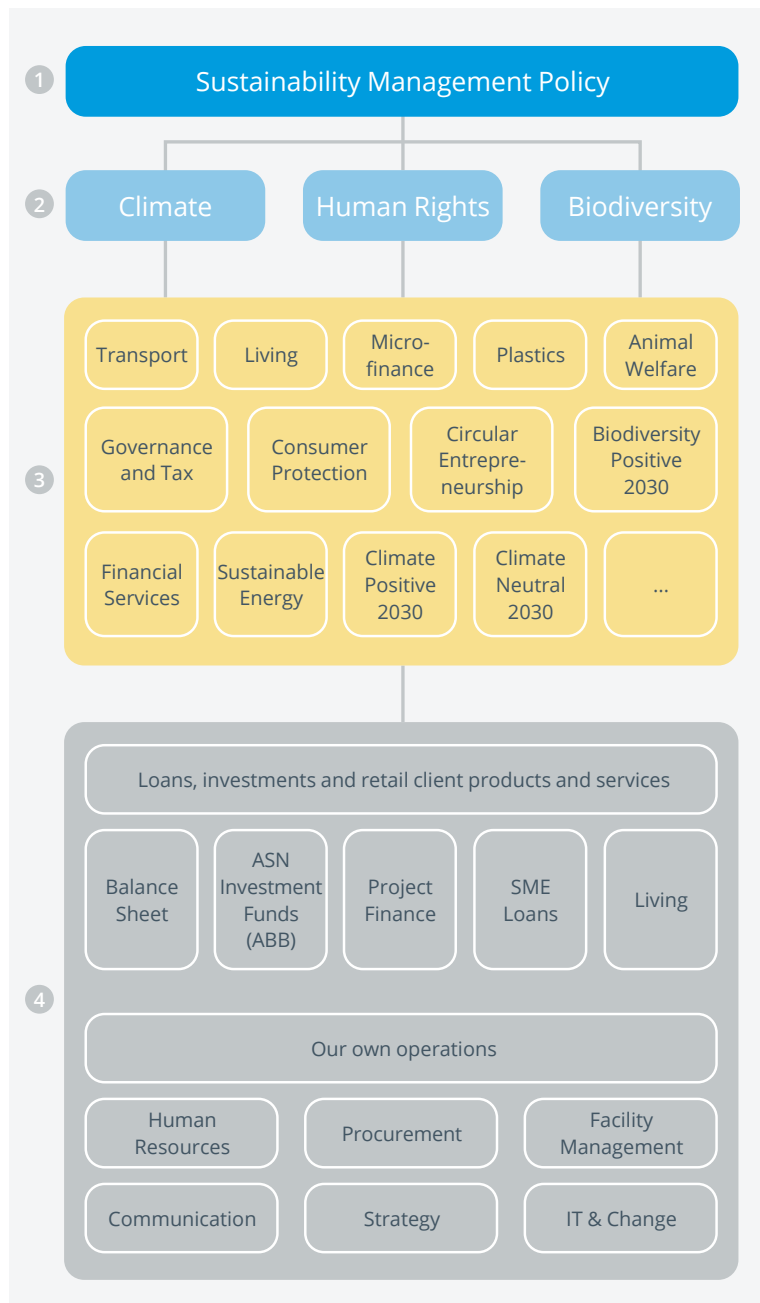 1
Sustainability Management Policy
2
Climate
Human Rights
Biodiversity
3
Transport
Living
Micro-
finance
Plastics
Animal
Welfare
Governance
and Tax
Consumer
Protection
Circular
Entrepre-
neurship
Biodiversity
Positive
2030
Financial
Services
Sustainable
Energy
Climate
Positive
2030
Climate
Neutral
2030
...
4
Loans, investments and retail client products and services
Balance
Sheet
ASN
Investment
Funds
(ABB)
Project
Finance
SME
Loans
Living
Our own operations
Human
Resources
Procurement
Facility
Management
Communication
Strategy
IT & Change